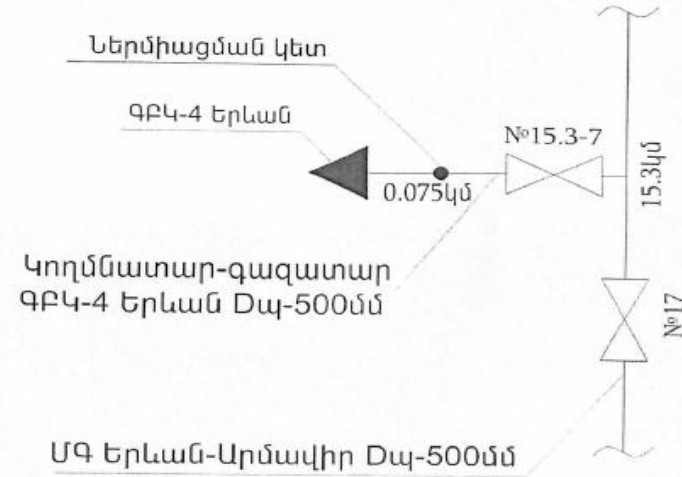 Ներմիացման կետ
ԳԲԿ-4 Երևան
№15.3-7
0.075կմ
15.3կմ
Կողմնատար-գազատար
ԳԲԿ-4 Երևան Dպ-500մմ
№17
ՄԳ Երևան-Արմավիր Dպ-500մմ